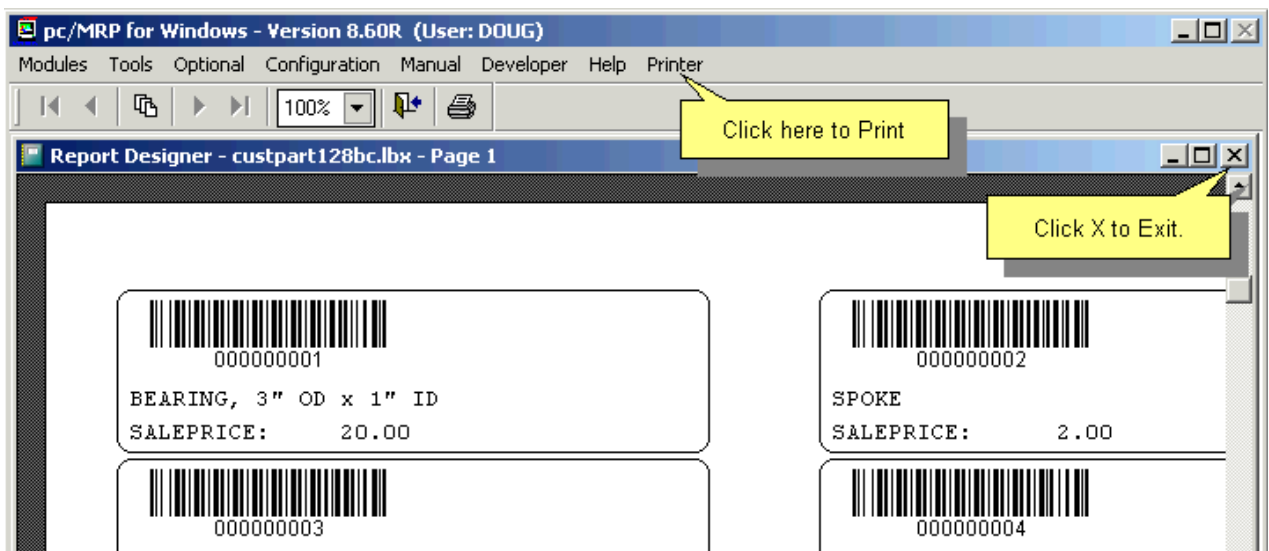 pc/MRP for Windows - Version 8.60R (User: DOUG)
Modules Tools Optional Configuration Manual Developer Help Printer
100%
Click here to Print
Report Designer - custpart128bc.lbx - Page 1
Click X to Exit.
000000001 000000002
BEARING, 3" OD x 1" ID SPOKE
SALEPRICE: 20.00 SALEPRICE: 2.00
000000003 000000004